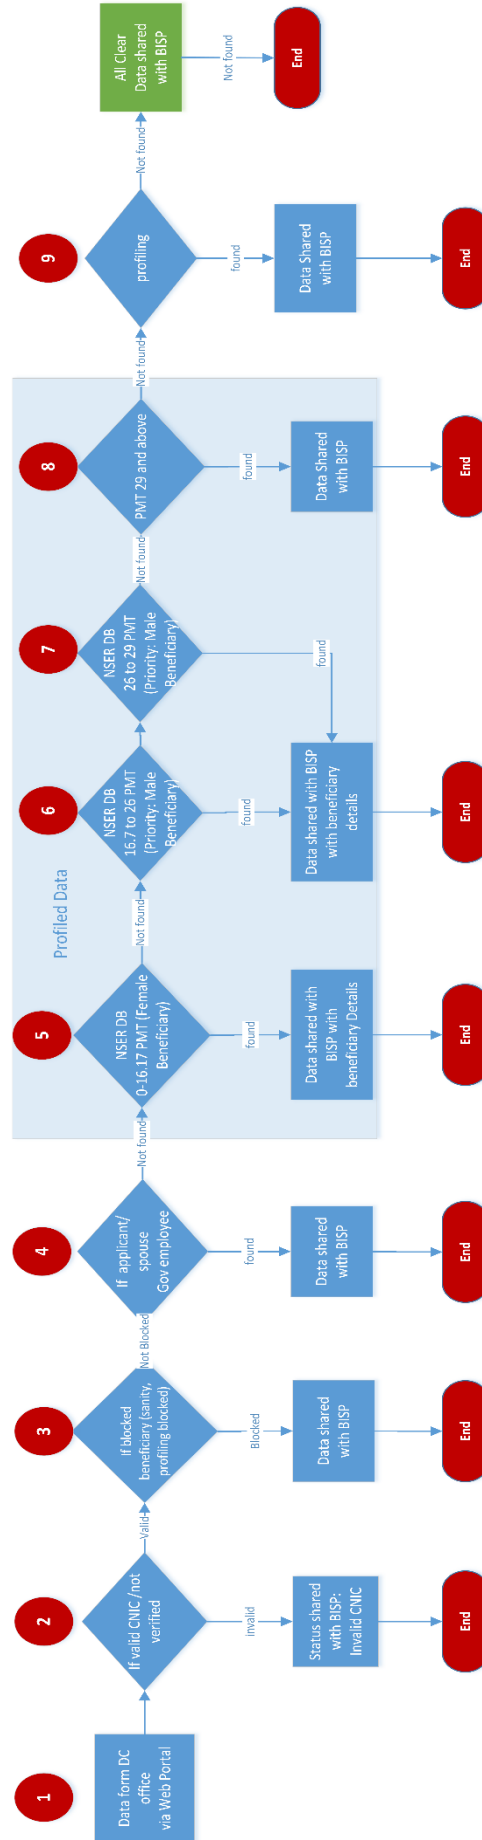 1
Data form DC
office
via Web Portal
2
If valid CNIC /not
verified
invalid
Status shared
with BISP:
Invalid CNIC
End
Valid
3
If blocked
beneficiary (sanity,
profiling blocked)
Blocked
Data shared
with BISP
End
Not Blocked
4
If applicant/
spouse
Gov employee
found
Data shared
with BISP
End
Not found
Profiled Data
5
NSER DB
0-16.17 PMT (Female
Beneficiary)
found
Data shared with
BISP with
beneficiary Details
End
Not found
6
NSER DB
16.7 to 26 PMT
(Priority: Male
Beneficiary)
found
Data shared with BISP
with beneficiary
details
End
7
NSER DB
26 to 29 PMT
(Priority: Male
Beneficiary)
found
Not found
8
PMT 29 and above
found
Data Shared
with BISP
End
Not found
9
profiling
found
Data Shared
with BISP
End
Not found
All Clear
Data shared
with BISP
Not found
End